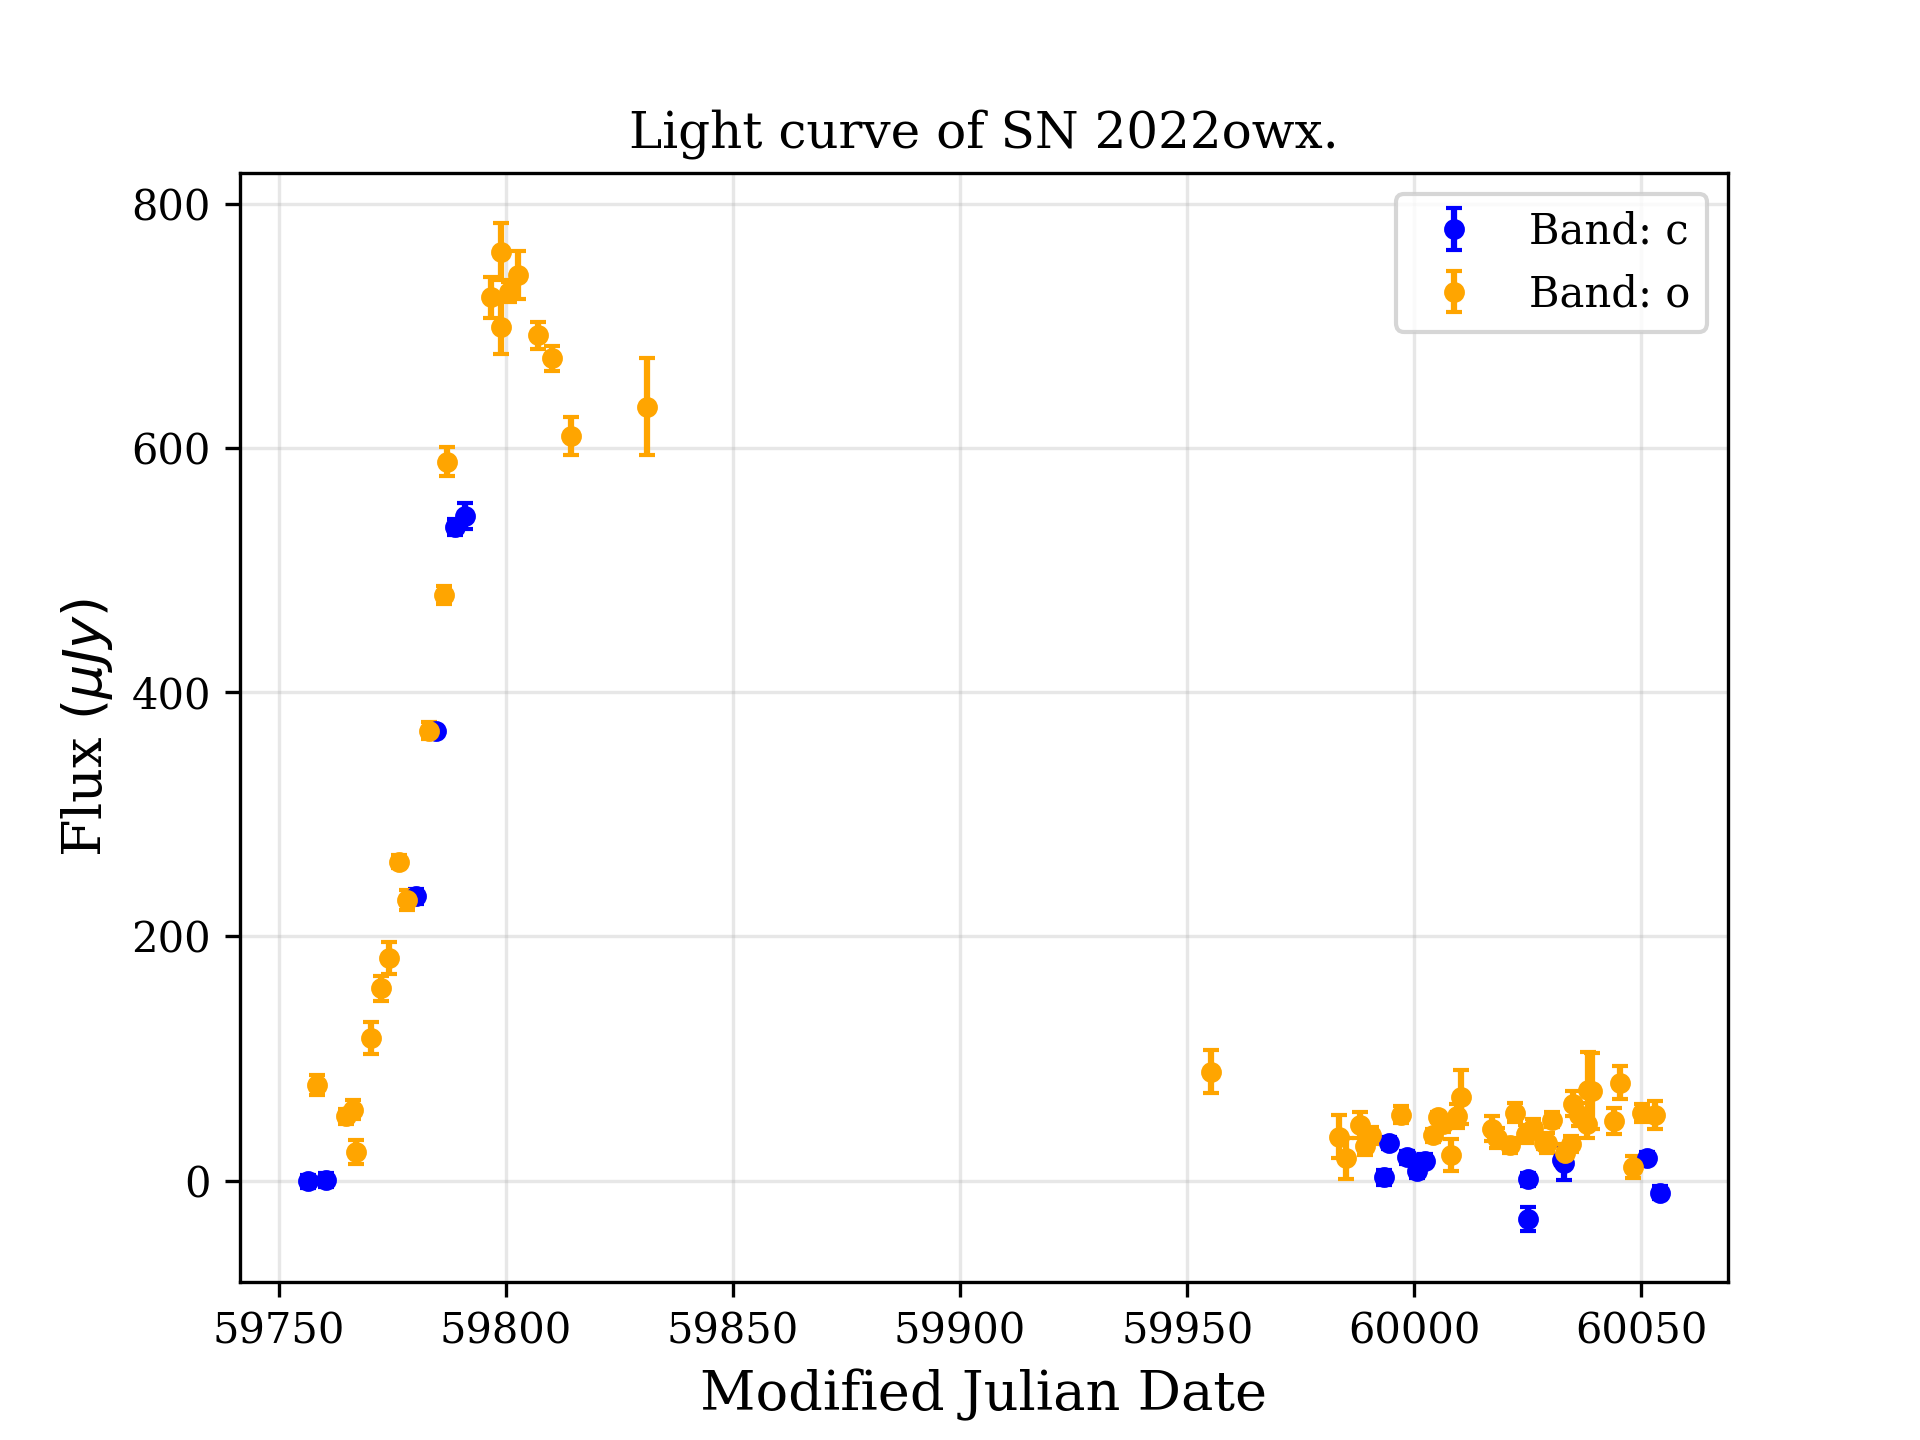 Light curve of SN 2022owx.
Band: c
Band: o
800
600
400
200
0
Flux (μJy)
59750 59800 59850 59900 59950 60000 60050
Modified Julian Date